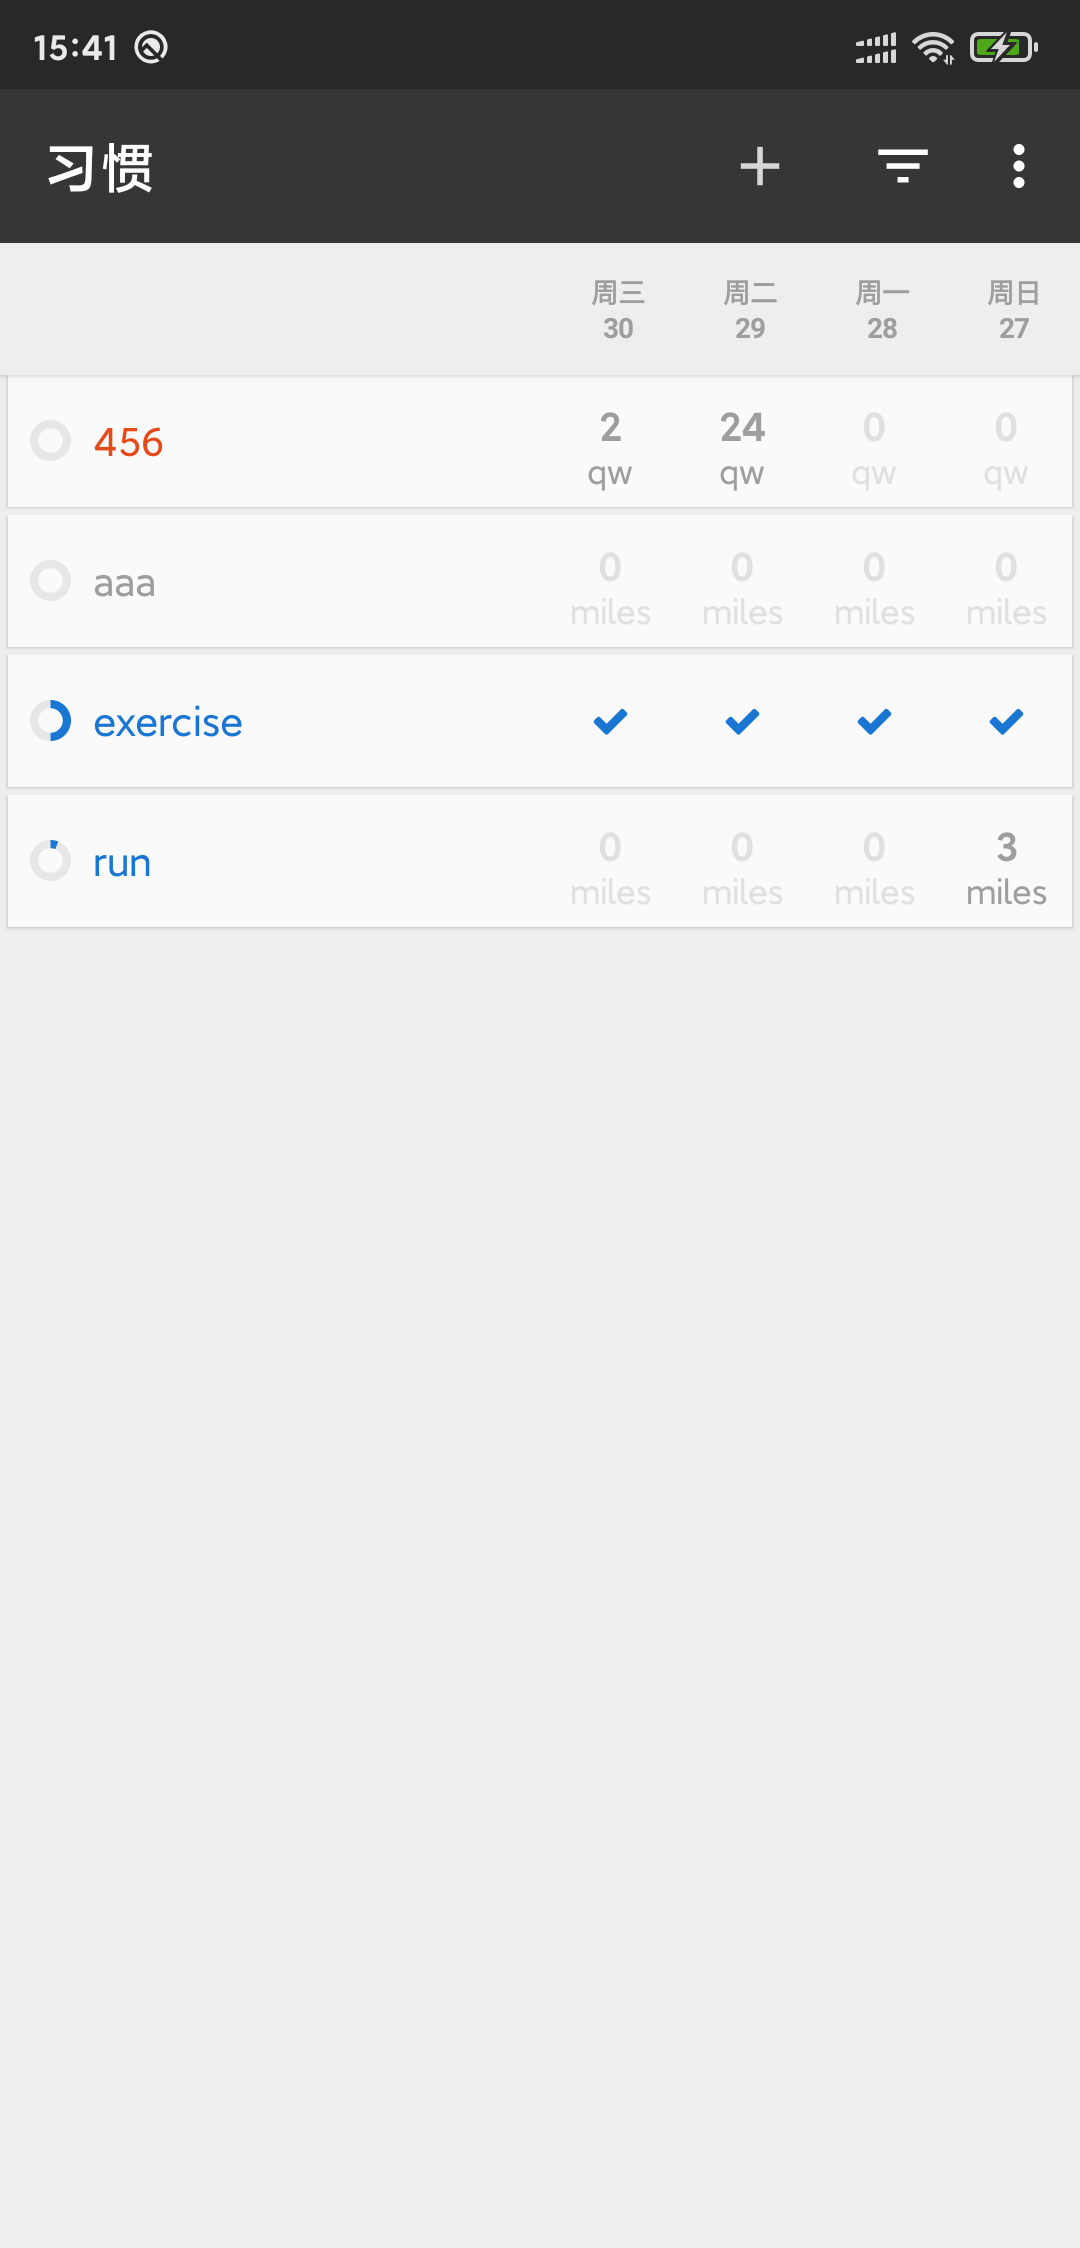 15:41
习惯
周三 周二 周一 周日
30 29 28 27
456 2 24 0 0
qw qw qw qw
aaa 0 0 0 0
miles miles miles miles
exercise
run 0 0 0 3
miles miles miles miles